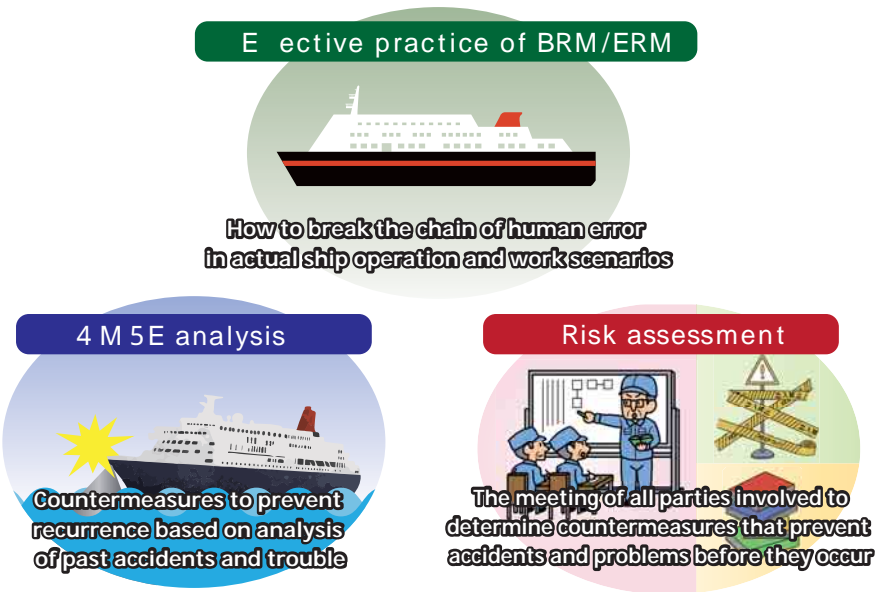 E ective practice of BRM/ERM
How to break the chain of human error
in actual ship operation and work scenarios
4M5E analysis
Countermeasures to prevent
recurrence based on analysis
of past accidents and trouble
Risk assessment
The meeting of all parties involved to
determine countermeasures that prevent
accidents and problems before they occur